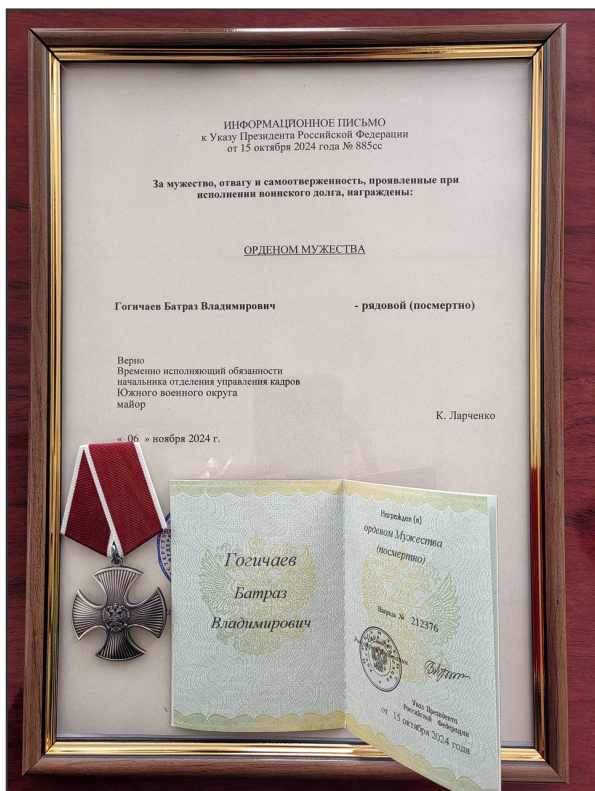 ИНФОРМАЦИОННОЕ ПИСЬМО
к Указу Президента Российской Федерации
от 15 октября 2024 года № 885сс
За мужество, отвагу и самоотверженность, проявленные при
исполнении воинского долга, награждены:
ОРДЕНОМ МУЖЕСТВА
Гогичаев Батраз Владимирович - рядовой (посмертно)
Верно
Временно исполняющий обязанности
начальника отделения управления кадров
Южного военного округа
майор
К. Ларченко
« 06 » ноября 2024 г.
Гогичаев
Батраз
Владимирович
Награжден (а)
орденом Мужества
(посмертно)
Награда № 212376
Указ Президента
Российской Федерации
от 15 октября 2024 года